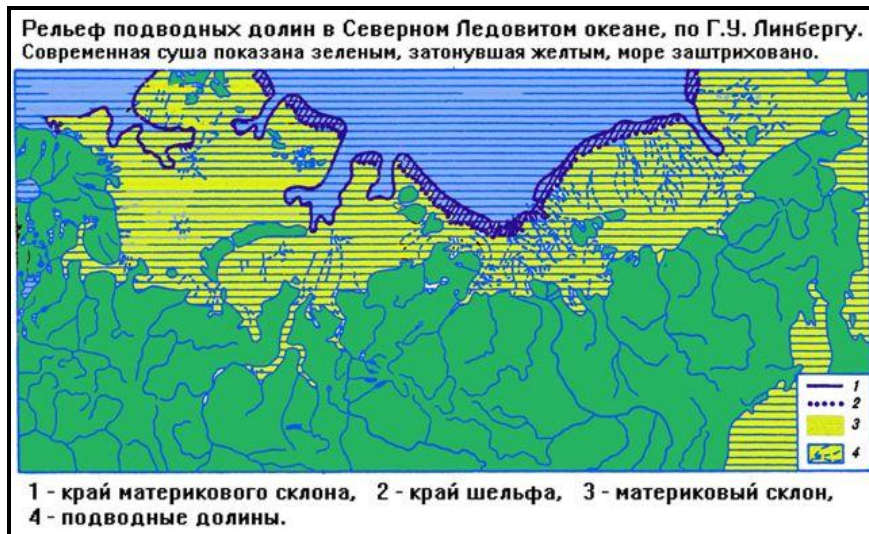 Рельеф подводных долин в Северном Ледовитом океане, по Г.У. Линбергу.
Современная суша показана зеленым, затонувшая желтым, море заштриховано.
1
2
3
4
1 - край материкового склона, 2 - край шельфа, 3 - материковый склон,
4 - подводные долины.